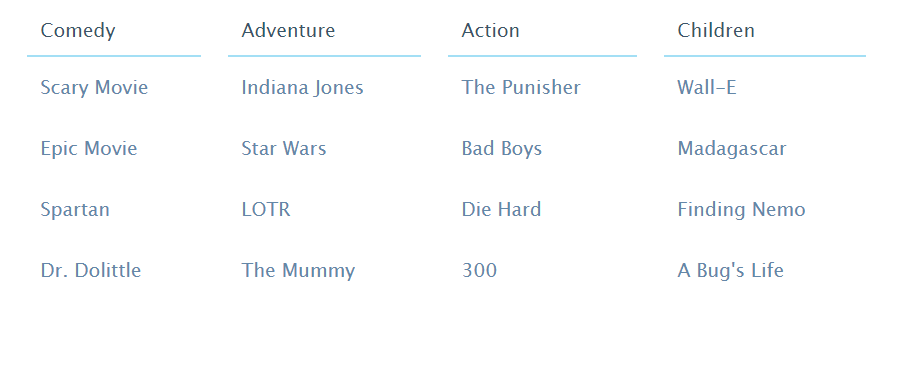 Comedy Adventure Action Children
Scary Movie Indiana Jones The Punisher Wall-E
Epic Movie Star Wars Bad Boys Madagascar
Spartan LOTR Die Hard Finding Nemo
Dr. Dolittle The Mummy 300 A Bug's Life